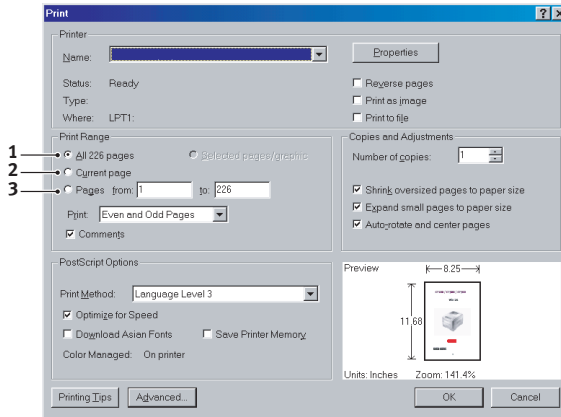 Print
Printer
Name:
Properties
Status: Ready
Type:
Where: LPT1:
Reverse pages
Print as image
Print to file
Print Range
1
All 226 pages
Selected pages/graphic
2
Current page
3
Pages from: 1 to: 226
Print: Even and Odd Pages
Comments
Copies and Adjustments
Number of copies: 1
Shrink oversized pages to paper size
Expand small pages to paper size
Auto-rotate and center pages
PostScript Options
Print Method: Language Level 3
Optimize for Speed
Download Asian Fonts
Save Printer Memory
Color Managed: On printer
Preview
8.25
11.68
Units: Inches Zoom: 141.4%
Printing Tips
Advanced...
OK
Cancel